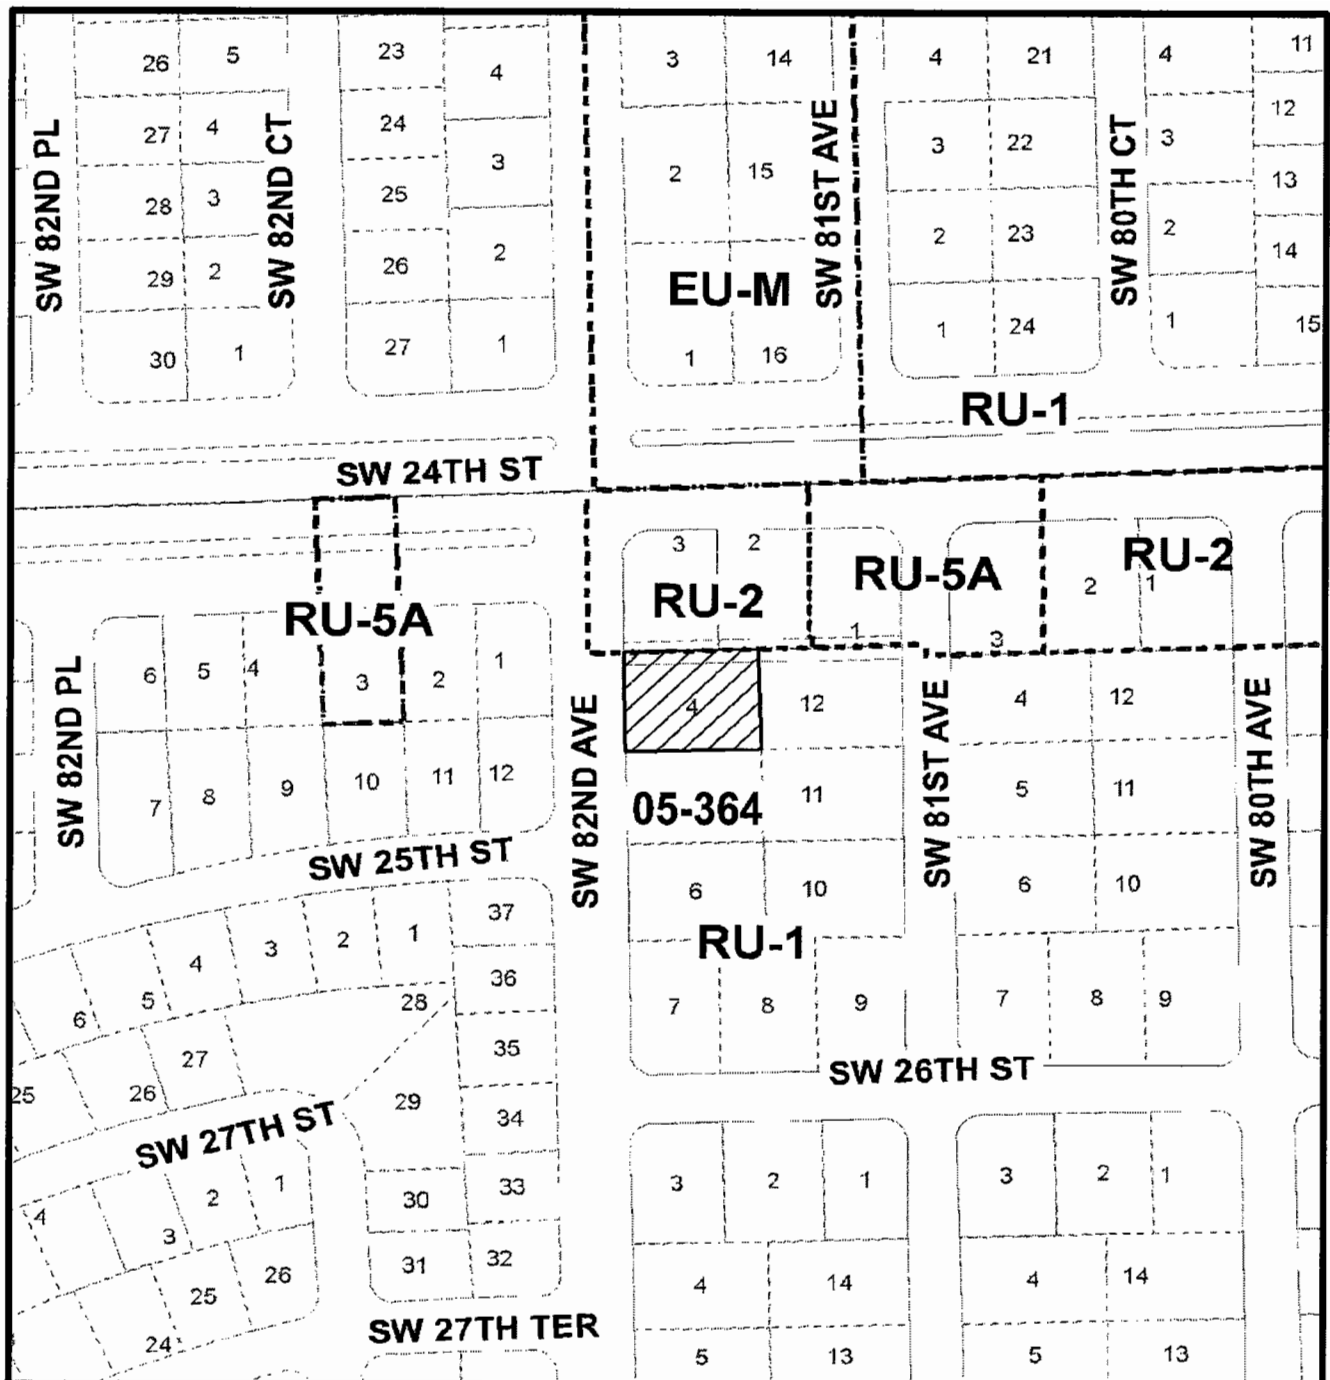 26 5 23 4 3 14 4 21 4 11
27 4 24 3 2 15 3 22 3 12
28 3 25 2 23 2 13
29 2 26 2 14
30 1 27 1 1 16 1 24 1 15
SW 82ND PL
SW 82ND CT
SW 81ST AVE
SW 80TH CT
EU-M
RU-1
SW 24TH ST
3 2
RU-2
RU-5A
1 3
2 1
RU-2
RU-5A
6 5 4 3 2 1
7 8 9 10 11 12
SW 82ND PL
SW 82ND AVE
4 12
SW 81ST AVE
4 12
SW 80TH AVE
05-364
11
5 11
SW 25TH ST
6 10
6 10
RU-1
7 8 9
7 8 9
SW 26TH ST
6 5 4 3 2 1 37
28 36
25 26 27 35
29 34
SW 27TH ST
4 3 2 1
30 33
31 32
24 25 26
SW 27TH TER
3 2 1
3 2 1
4 14
4 14
5 13
5 13